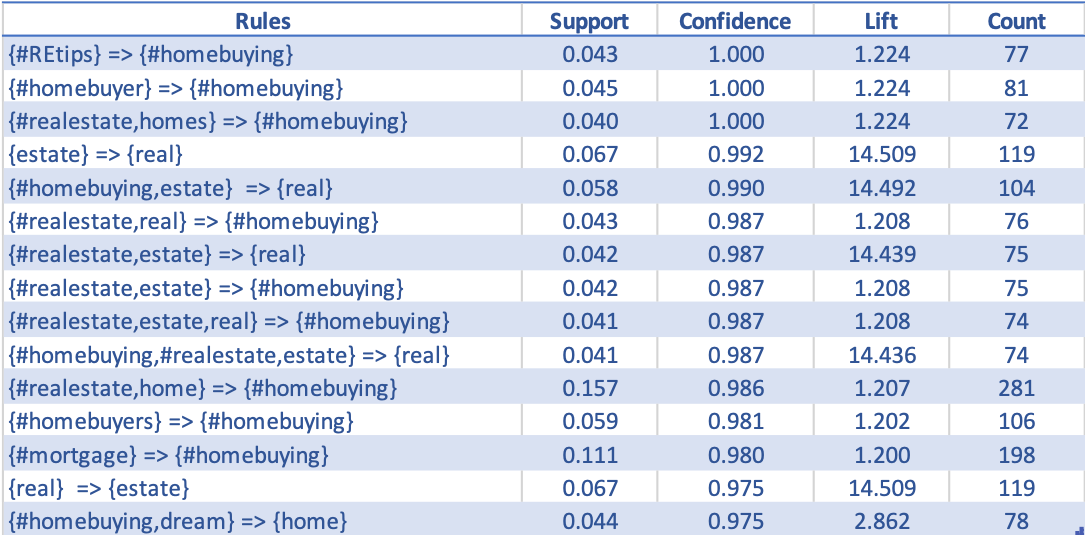 Rules Support Confidence Lift Count
{#REtips} => {#homebuying} 0.043 1.000 1.224 77
{#homebuyer} => {#homebuying} 0.045 1.000 1.224 81
{#realestate,homes} => {#homebuying} 0.040 1.000 1.224 72
{estate} => {real} 0.067 0.992 14.509 119
{#homebuying,estate}  => {real} 0.058 0.990 14.492 104
{#realestate,real} => {#homebuying} 0.043 0.987 1.208 76
{#realestate,estate} => {real} 0.042 0.987 14.439 75
{#realestate,estate} => {#homebuying} 0.042 0.987 1.208 75
{#realestate,estate,real} => {#homebuying} 0.041 0.987 1.208 74
{#homebuying,#realestate,estate} => {real} 0.041 0.987 14.436 74
{#realestate,home} => {#homebuying} 0.157 0.986 1.207 281
{#homebuyers} => {#homebuying} 0.059 0.981 1.202 106
{#mortgage} => {#homebuying} 0.111 0.980 1.200 198
{real}  => {estate} 0.067 0.975 14.509 119
{#homebuying,dream} => {home} 0.044 0.975 2.862 78